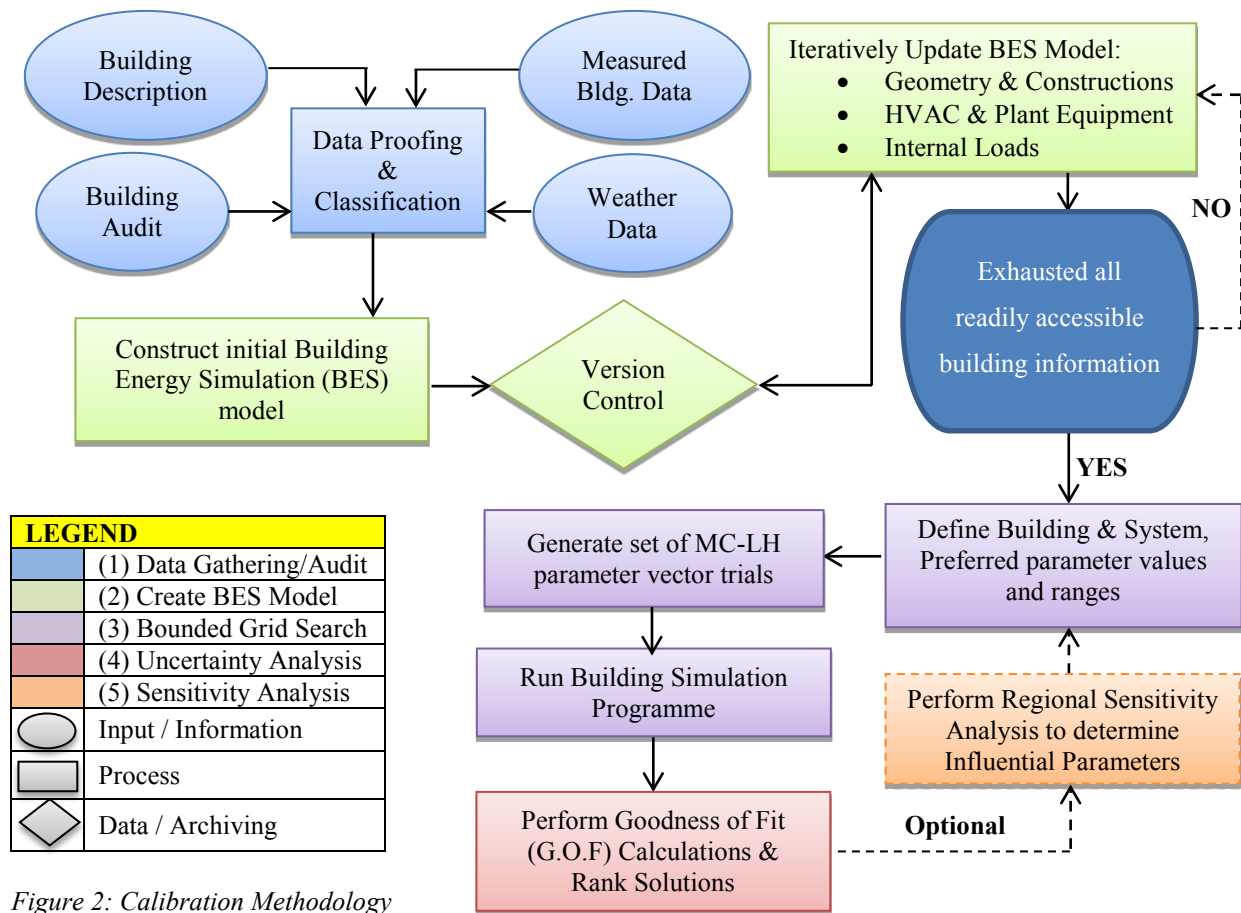 Building
Description
Measured
Bldg. Data
Data Proofing
&
Classification
Building
Audit
Weather
Data
Construct initial Building
Energy Simulation (BES)
model
Version
Control
Iteratively Update BES Model:
• Geometry & Constructions
• HVAC & Plant Equipment
• Internal Loads
NO
Exhausted all
readily accessible
building information
YES
Define Building & System,
Preferred parameter values
and ranges
Generate set of MC-LH
parameter vector trials
Run Building Simulation
Programme
Perform Goodness of Fit
(G.O.F) Calculations &
Rank Solutions
Optional
Perform Regional Sensitivity
Analysis to determine
Influential Parameters
LEGEND
(1) Data Gathering/Audit
(2) Create BES Model
(3) Bounded Grid Search
(4) Uncertainty Analysis
(5) Sensitivity Analysis
Input / Information
Process
Data / Archiving
Figure 2: Calibration Methodology